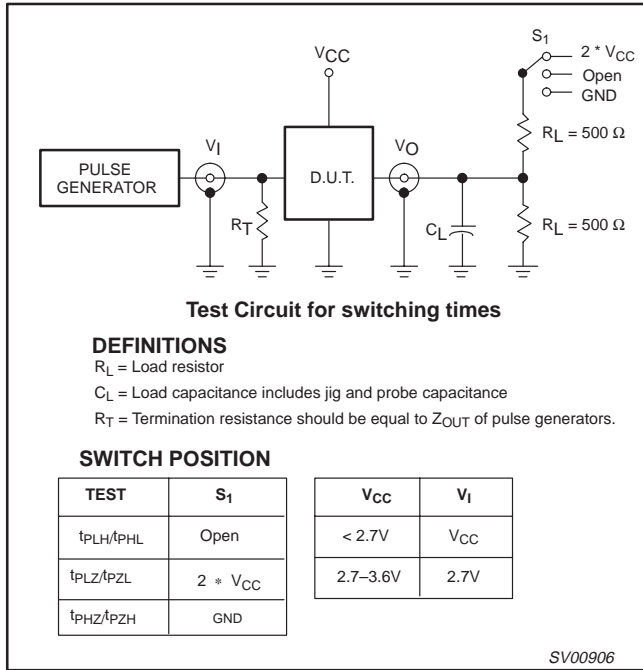 S1
2 * VCC
Open
GND
VCC
RL = 500 Ω
VI
VO
PULSE
GENERATOR
D.U.T.
RT
CL
RL = 500 Ω
Test Circuit for switching times
DEFINITIONS
RL = Load resistor
CL = Load capacitance includes jig and probe capacitance
RT = Termination resistance should be equal to ZOUT of pulse generators.
SWITCH POSITION
TEST S1
tPLH/tPHL Open
tPLZ/tPZL 2 * VCC
tPHZ/tPZH GND
VCC VI
< 2.7V VCC
2.7–3.6V 2.7V
SV00906